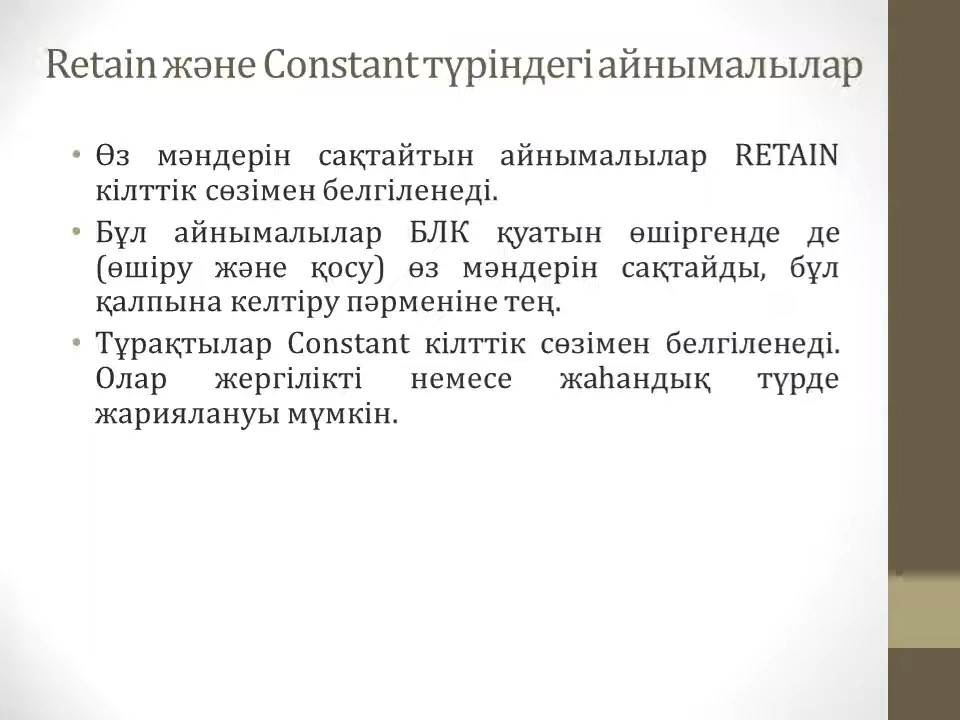 Retain және Constant түріндегі айнымалылар
• Өз мәндерін сақтайтын айнымалылар RETAIN
кілттік сөзімен белгіленеді.
• Бұл айнымалылар БЛК қуатын өшіргенде де
(өшіру және қосу) өз мәндерін сақтайды, бұл
қалпына келтіру пәрменіне тең.
• Тұрақтылар Constant кілттік сөзімен белгіленеді.
Олар жергілікті немесе жаһандық түрде
жариялануы мүмкін.